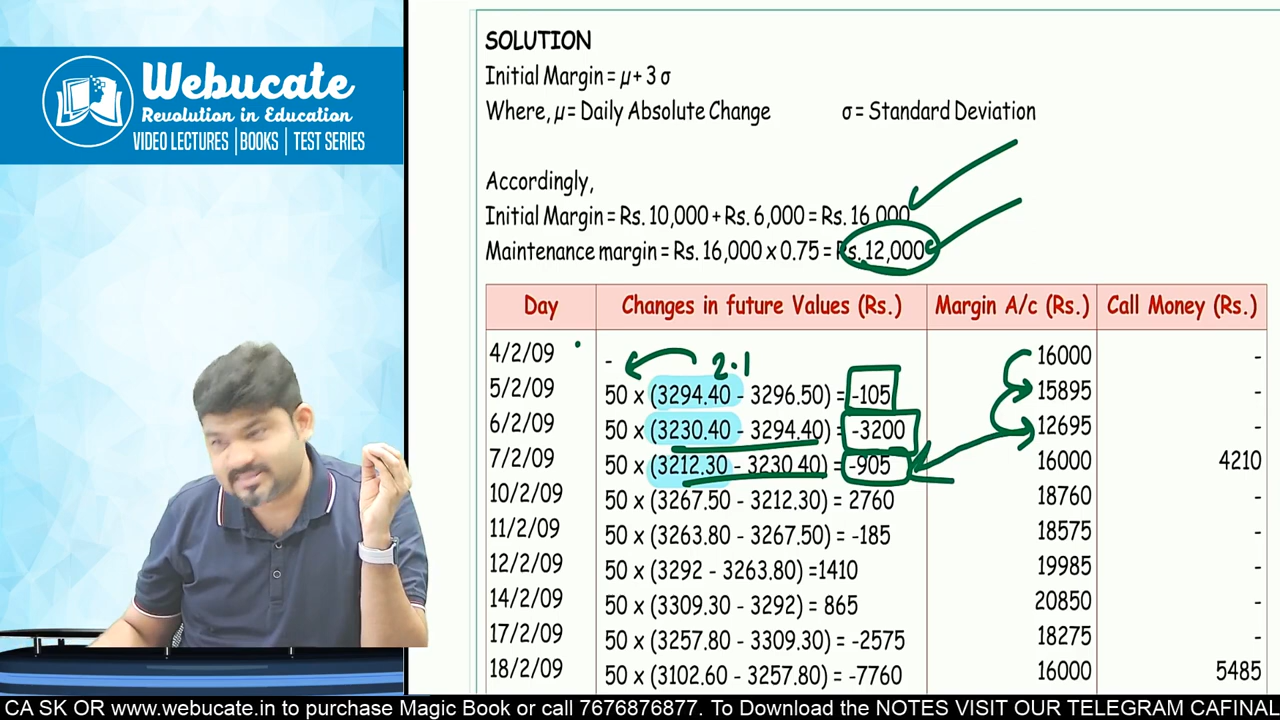 Webucate
Revolution in Education
VIDEO LECTURES | BOOKS | TEST SERIES
SOLUTION
Initial Margin = µ + 3 σ
Where, µ = Daily Absolute Change σ = Standard Deviation
Accordingly,
Initial Margin = Rs. 10,000 + Rs. 6,000 = Rs. 16,000
Maintenance margin = Rs. 16,000 x 0.75 = Rs. 12,000
Day Changes in future Values (Rs.) Margin A/c (Rs.) Call Money (Rs.)
4/2/09 - 16000 -
2.1
5/2/09 50 x (3294.40 - 3296.50) = -105 15895 -
6/2/09 50 x (3230.40 - 3294.40) = -3200 12695 -
7/2/09 50 x (3212.30 - 3230.40) = -905 16000 4210
10/2/09 50 x (3267.50 - 3212.30) = 2760 18760 -
11/2/09 50 x (3263.80 - 3267.50) = -185 18575 -
12/2/09 50 x (3292 - 3263.80) =1410 19985 -
14/2/09 50 x (3309.30 - 3292) = 865 20850 -
17/2/09 50 x (3257.80 - 3309.30) = -2575 18275 -
18/2/09 50 x (3102.60 - 3257.80) = -7760 16000 5485
CA SK OR www.webucate.in to purchase Magic Book or call 7676876877. To Download the NOTES VISIT OUR TELEGRAM CAFINAL